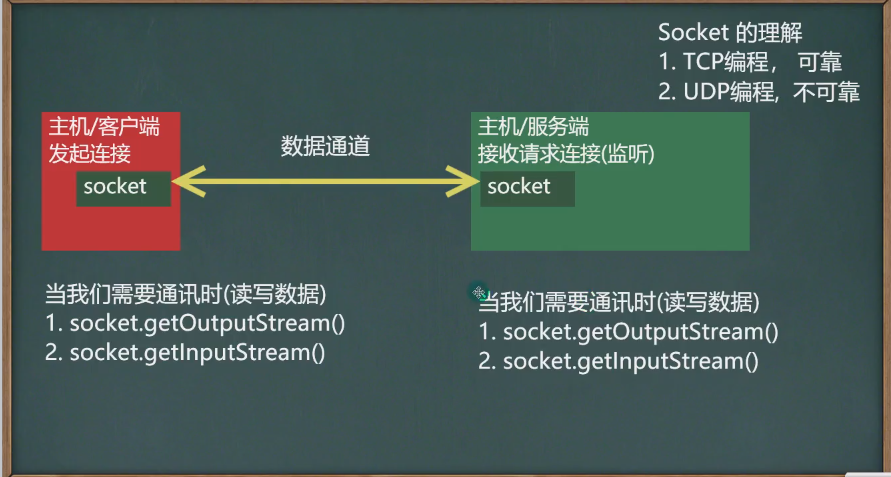 Socket 的理解
1. TCP编程， 可靠
2. UDP编程, 不可靠
主机/客户端
发起连接
socket
数据通道
主机/服务端
接收请求连接(监听)
socket
当我们需要通讯时(读写数据)
1. socket.getOutputStream()
2. socket.getInputStream()
当我们需要通讯时(读写数据)
1. socket.getOutputStream()
2. socket.getInputStream()